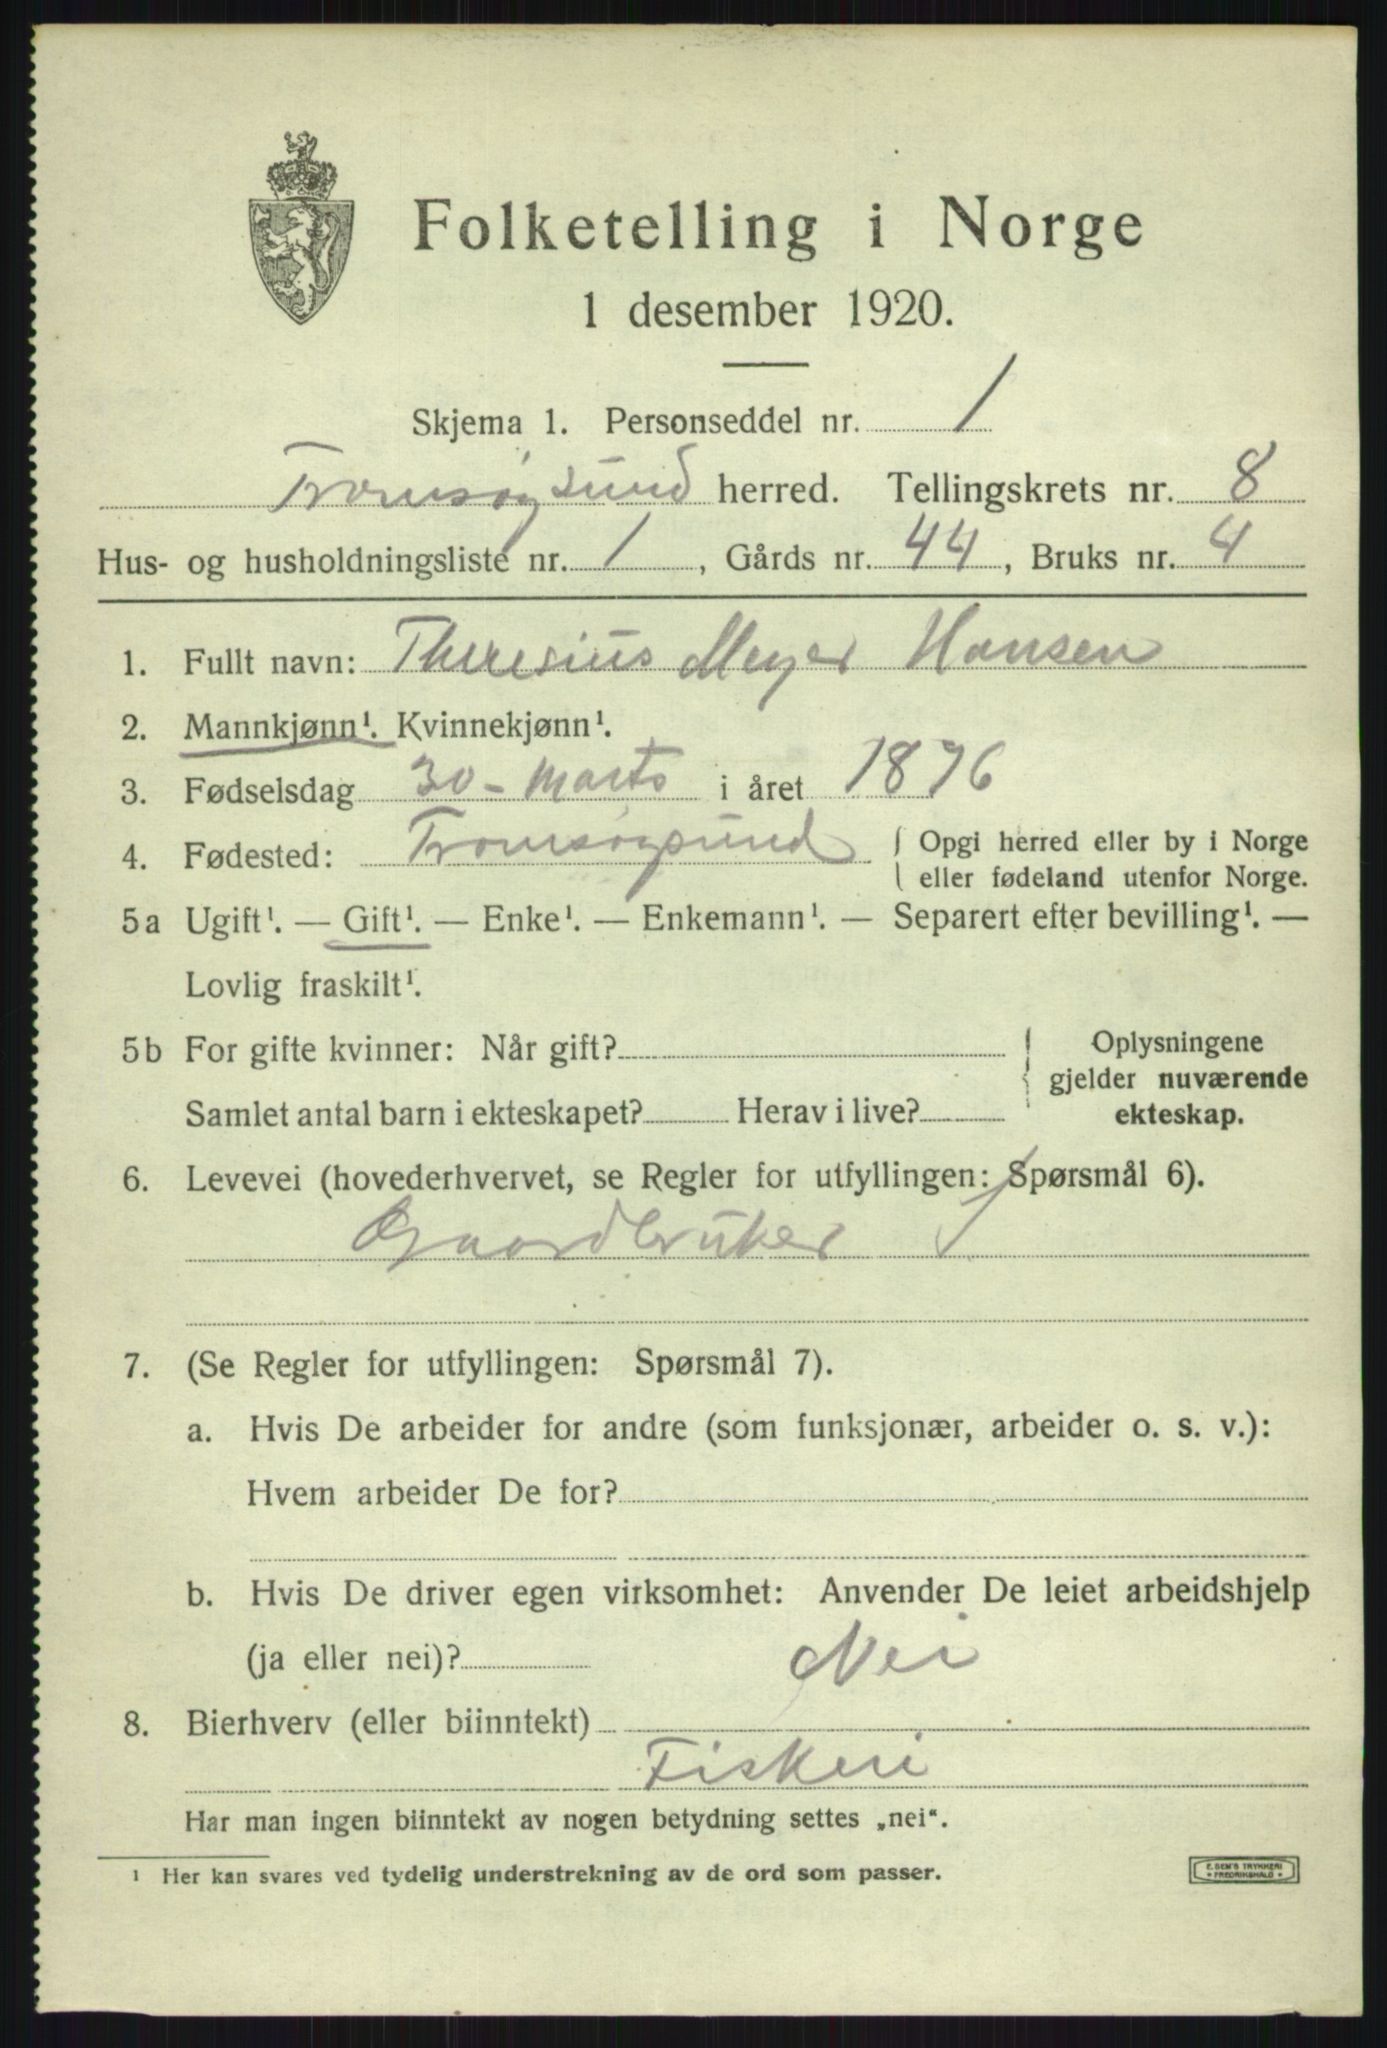 Folketelling i Norge
1 desember 1920.
Skjema 1. Personseddel nr. 1
Tromsøysund herred. Tellingskrets nr. 8
Hus- og husholdningsliste nr. 1, Gårds nr. 44, Bruks nr. 4
1. Fullt navn: Theresius Meyer Hansen
2. Mannkjønn¹. Kvinnekjønn¹.
3. Fødselsdag 30 - Marts i året 1876
4. Fødested: Tromsøysund { Opgi herred eller by i Norge
eller fødeland utenfor Norge.
5a Ugift¹. — Gift¹. — Enke¹. — Enkemann¹. — Separert efter bevilling¹. —
Lovlig fraskilt¹.
5b For gifte kvinner: Når gift?
Samlet antal barn i ekteskapet? Herav i live?
Oplysningene
gjelder nuværende
ekteskap.
6. Levevei (hovederhvervet, se Regler for utfyllingen: Spørsmål 6).
Gaardbruker
7. (Se Regler for utfyllingen: Spørsmål 7).
a. Hvis De arbeider for andre (som funksjonær, arbeider o. s. v.):
Hvem arbeider De for?
b. Hvis De driver egen virksomhet: Anvender De leiet arbeidshjelp
(ja eller nei)? Nei
8. Bierhverv (eller biinntekt)
Fiskeri
Har man ingen biinntekt av nogen betydning settes „nei“.
¹ Her kan svares ved tydelig understrekning av de ord som passer.
E. SEM'S TRYKKERI
• FREDRIKSHALD •